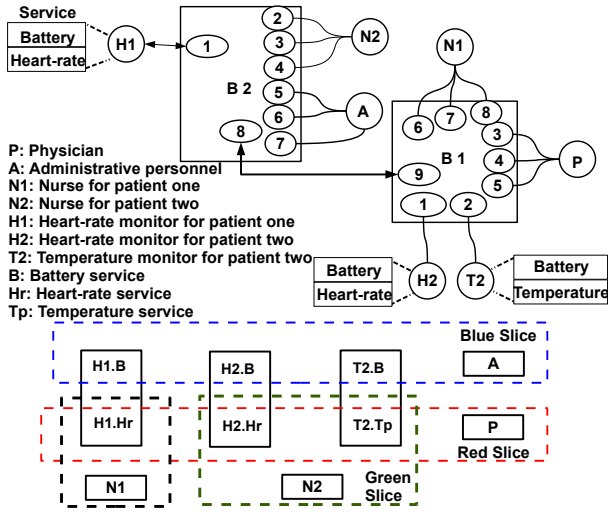 Service
Battery
Heart-rate
H1
1
2
3
4
5
6
7
8
B 2
N2
A
N1
6
7
8
3
4
5
9
1
2
B 1
P
P: Physician
A: Administrative personnel
N1: Nurse for patient one
N2: Nurse for patient two
H1: Heart-rate monitor for patient one
H2: Heart-rate monitor for patient two
T2: Temperature monitor for patient two
B: Battery service
Hr: Heart-rate service
Tp: Temperature service
Battery
Heart-rate
H2
T2
Battery
Temperature
Blue Slice
H1.B
H2.B
T2.B
A
H1.Hr
H2.Hr
T2.Tp
P
Red Slice
N1
N2
Green
Slice